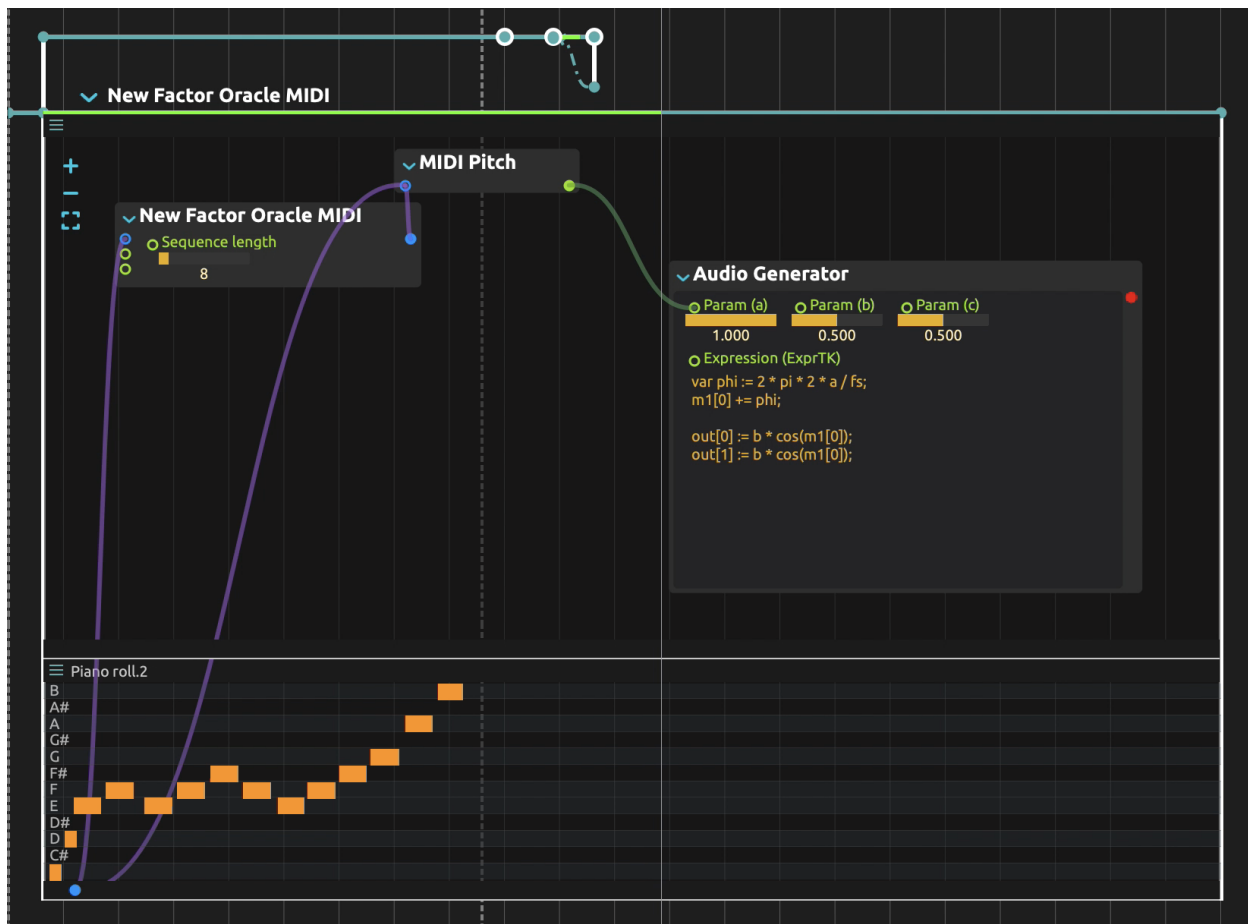 New Factor Oracle MIDI
MIDI Pitch
New Factor Oracle MIDI
Sequence length
8
Audio Generator
Param (a) Param (b) Param (c)
1.000 0.500 0.500
Expression (ExprTK)
var phi := 2 * pi * 2 * a / fs;
m1[0] += phi;
out[0] := b * cos(m1[0]);
out[1] := b * cos(m1[0]);
Piano roll.2
B
A#
A
G#
G
F#
F
E
D#
D
C#